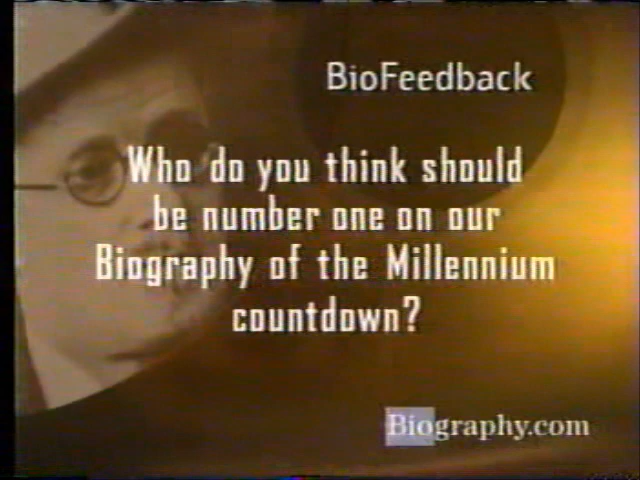 BioFeedback
Who do you think should
be number one on our
Biography of the Millennium
countdown?
Biography.com